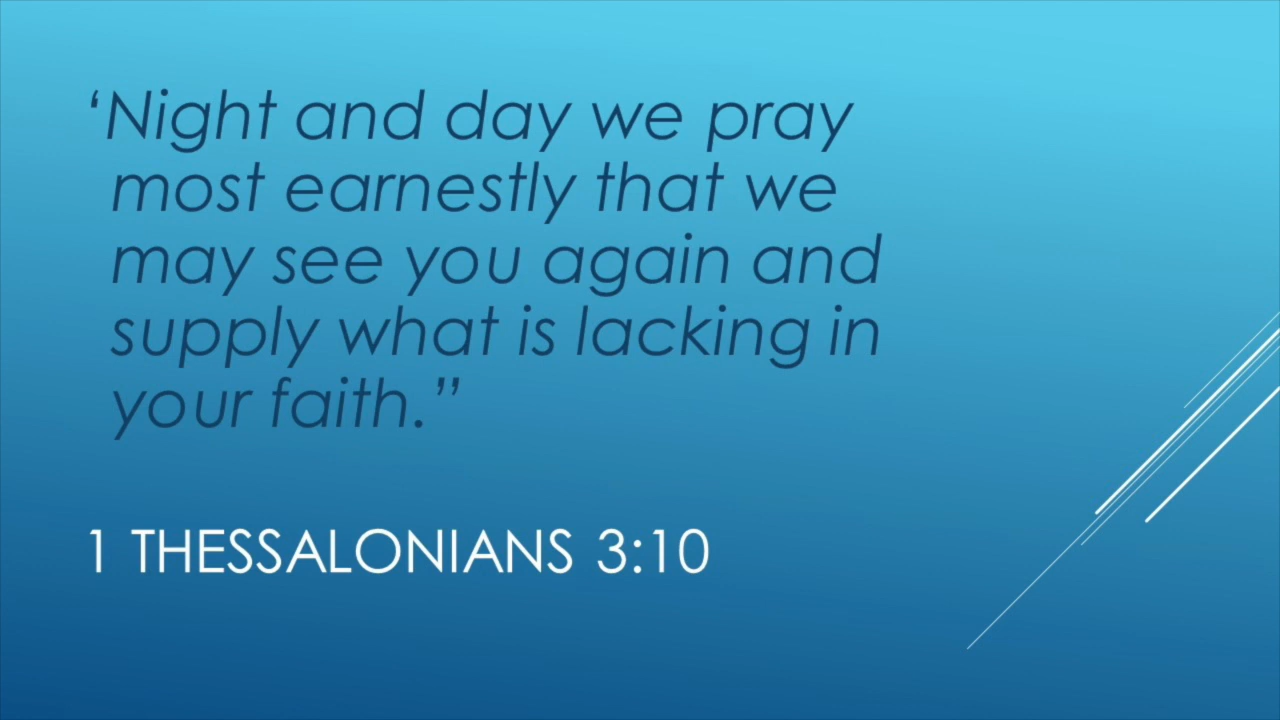 ‘Night and day we pray
most earnestly that we
may see you again and
supply what is lacking in
your faith.”
1 THESSALONIANS 3:10